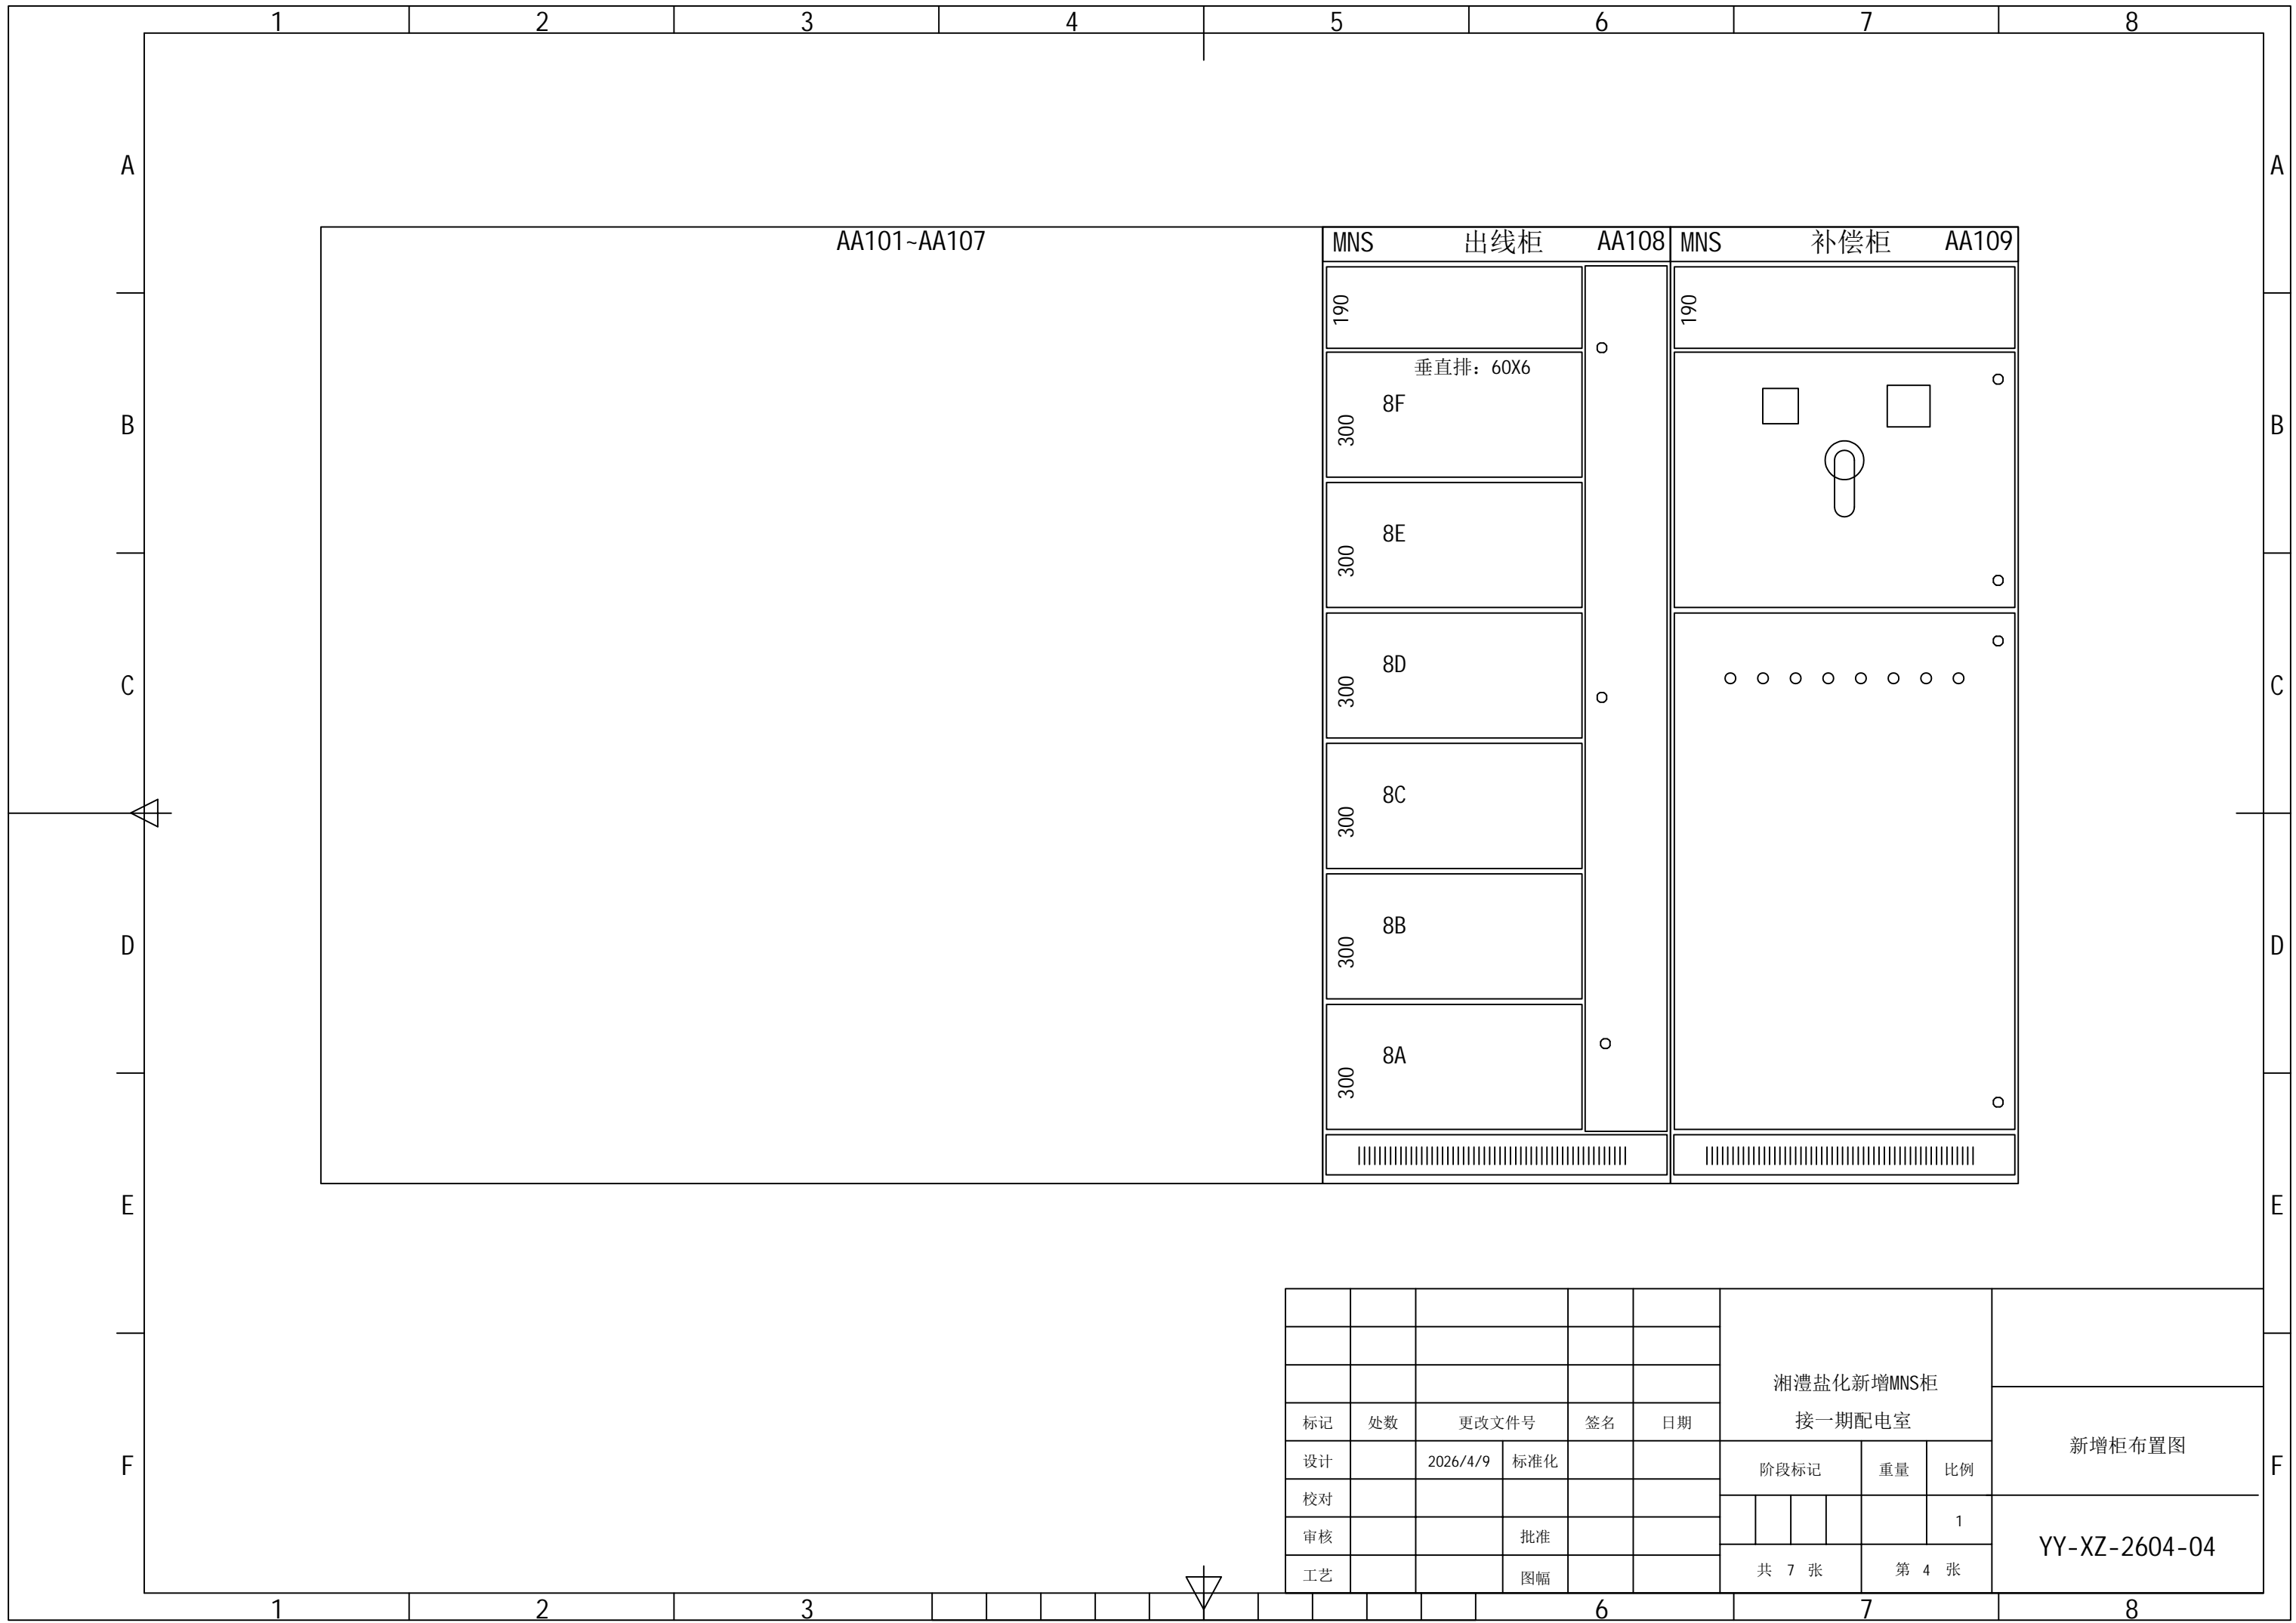 1 2 3 4 5 6 7 8
A A
AA101~AA107
MNS 出线柜 AA108
MNS 补偿柜 AA109
190
190
垂直排：60X6
8F
300
B B
8E
300
8D
300
C C
8C
300
8B
300
D D
8A
300
E E
湘澧盐化新增MNS柜
接一期配电室
标记 处数 更改文件号 签名 日期
新增柜布置图
设计 2026/4/9 标准化
阶段标记 重量 比例
F F
校对
1
审核 批准
YY-XZ-2604-04
工艺 图幅
共 7 张 第 4 张
1 2 3 6 7 8